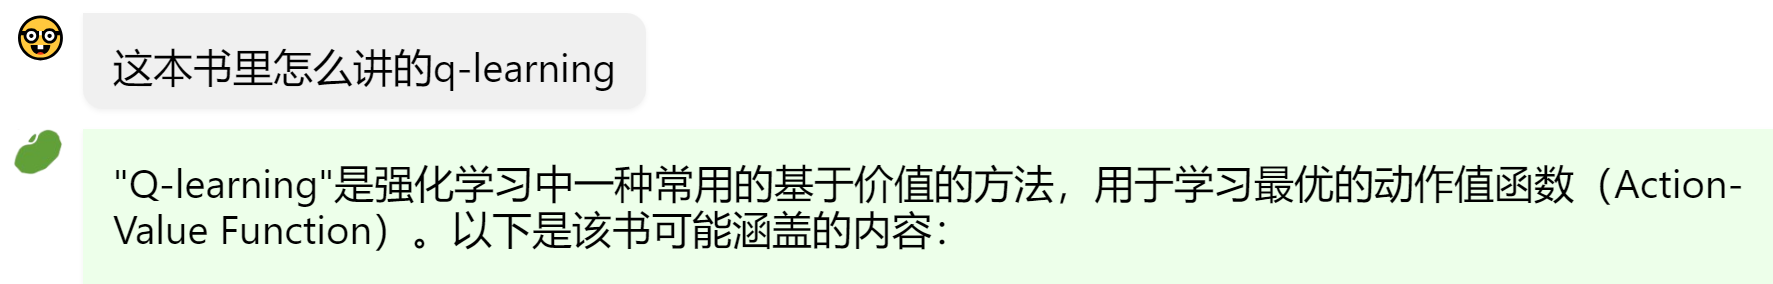 这本书里怎么讲的q-learning
"Q-learning"是强化学习中一种常用的基于价值的方法，用于学习最优的动作值函数（Action-
Value Function）。以下是该书可能涵盖的内容：